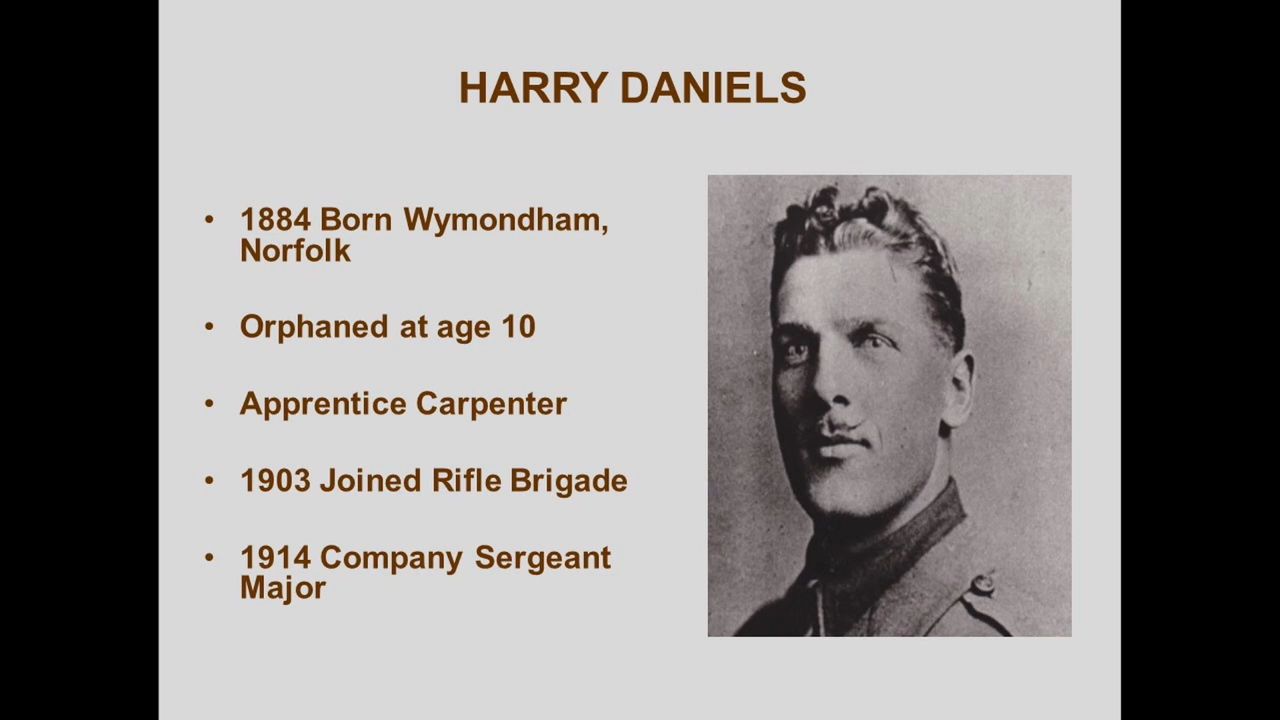 HARRY DANIELS
• 1884 Born Wymondham,
Norfolk
• Orphaned at age 10
• Apprentice Carpenter
• 1903 Joined Rifle Brigade
• 1914 Company Sergeant
Major